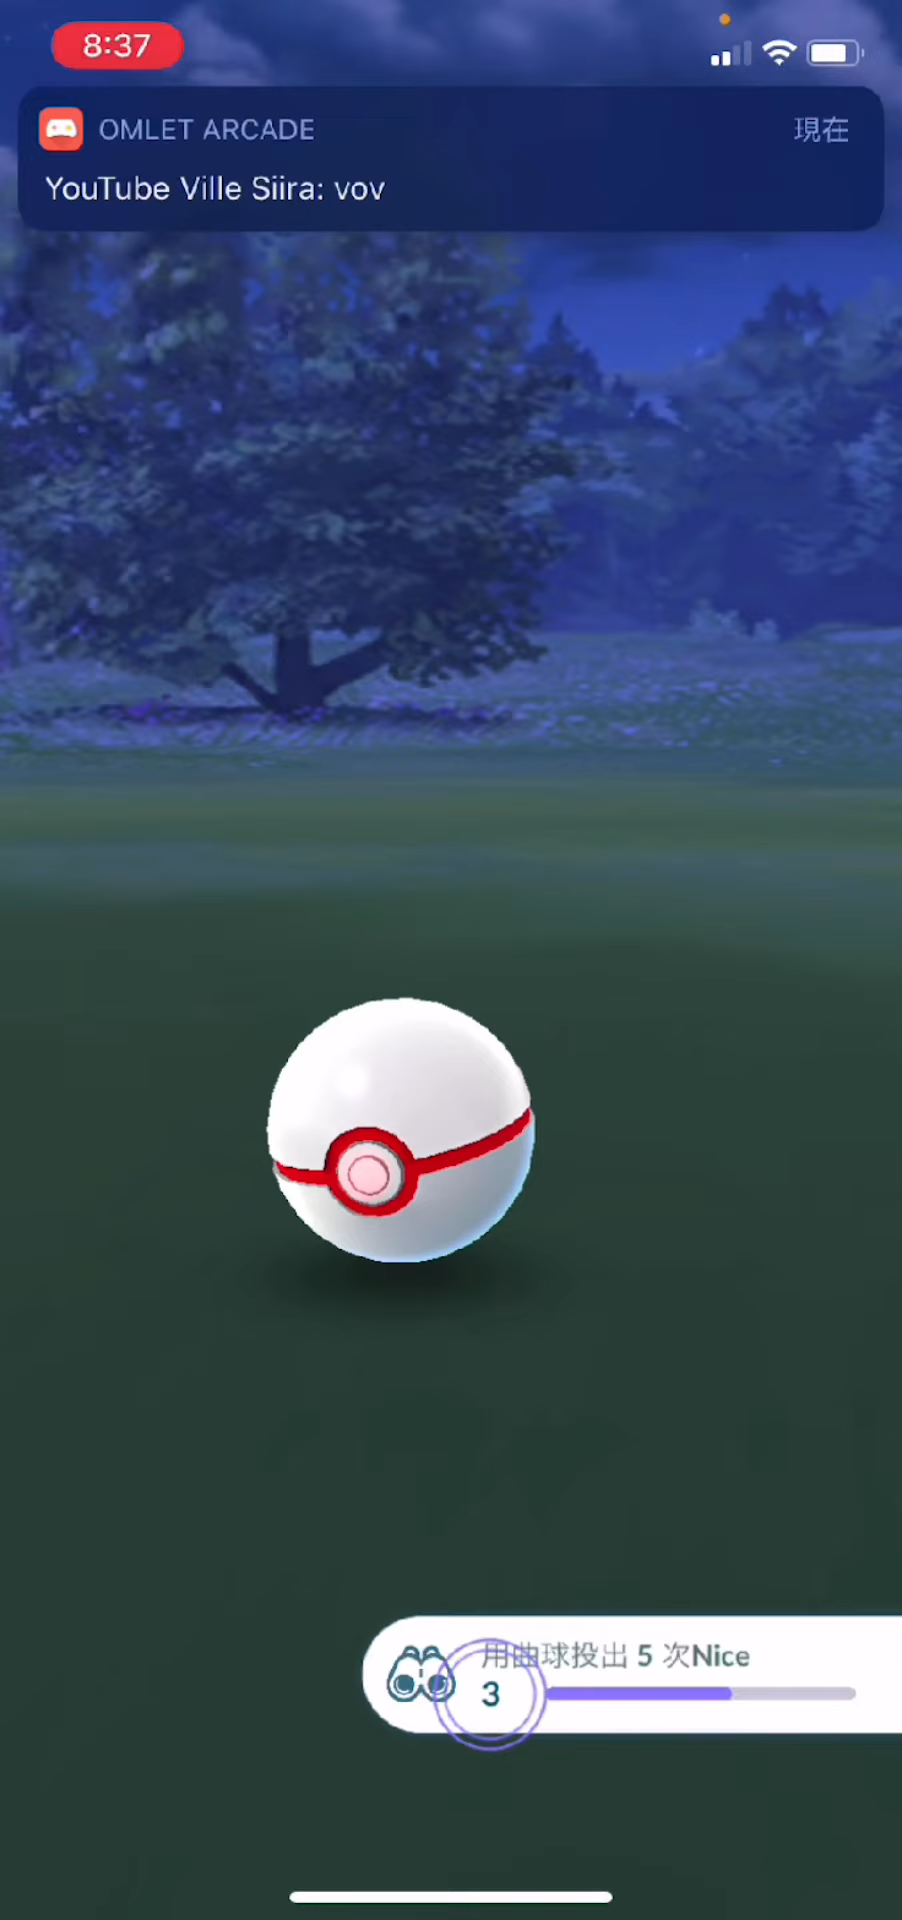 8:37
OMLET ARCADE
現在
YouTube Ville Siira: vov
用曲球投出 5 次Nice
3